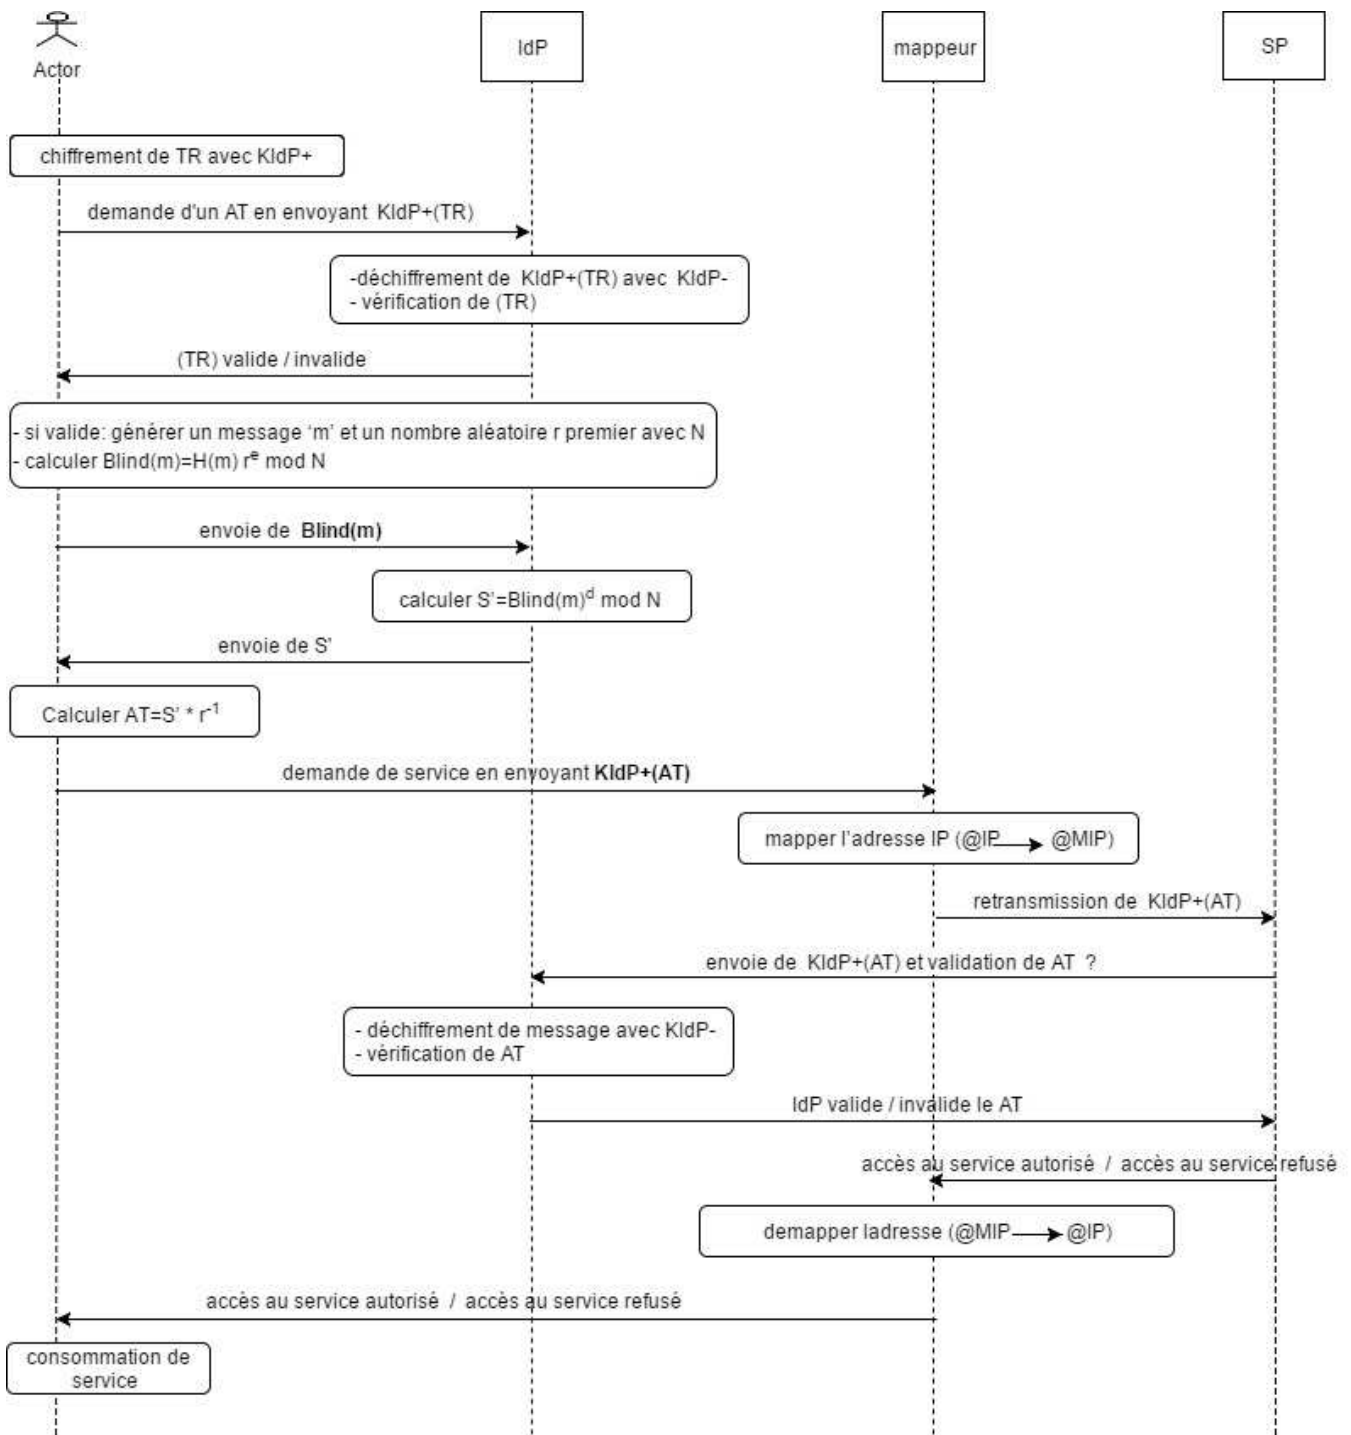 IdP
mappeur
SP
Actor
chiffrement de TR avec KIdP+
demande d'un AT en envoyant KIdP+(TR)
-déchiffrement de KIdP+(TR) avec KIdP-
- vérification de (TR)
(TR) valide / invalide
- si valide: générer un message ‘m’ et un nombre aléatoire r premier avec N
- calculer Blind(m)=H(m) r^e mod N
envoie de Blind(m)
calculer S'=Blind(m)^d mod N
envoie de S'
Calculer AT=S’ * r^-1
demande de service en envoyant KIdP+(AT)
mapper l’adresse IP (@IP → @MIP)
retransmission de KIdP+(AT)
envoie de KIdP+(AT) et validation de AT ?
- déchiffrement de message avec KIdP-
- vérification de AT
IdP valide / invalide le AT
accès au service autorisé / accès au service refusé
demapper ladresse (@MIP → @IP)
accès au service autorisé / accès au service refusé
consommation de
service